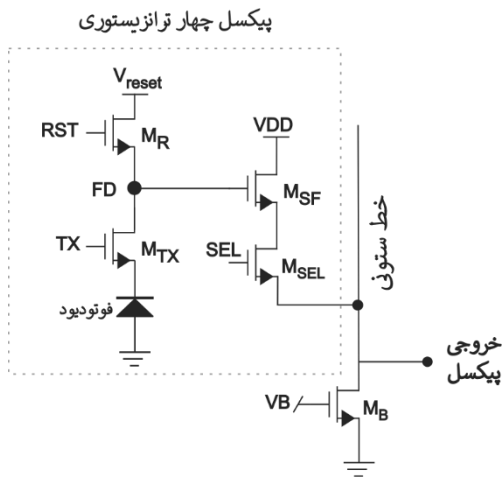 پیکسل چهار ترانزیستوری
Vreset
RST
MR
VDD
FD
MSF
TX
MTX
SEL
MSEL
خط ستونی
فوتودیود
خروجی
پیکسل
VB
MB